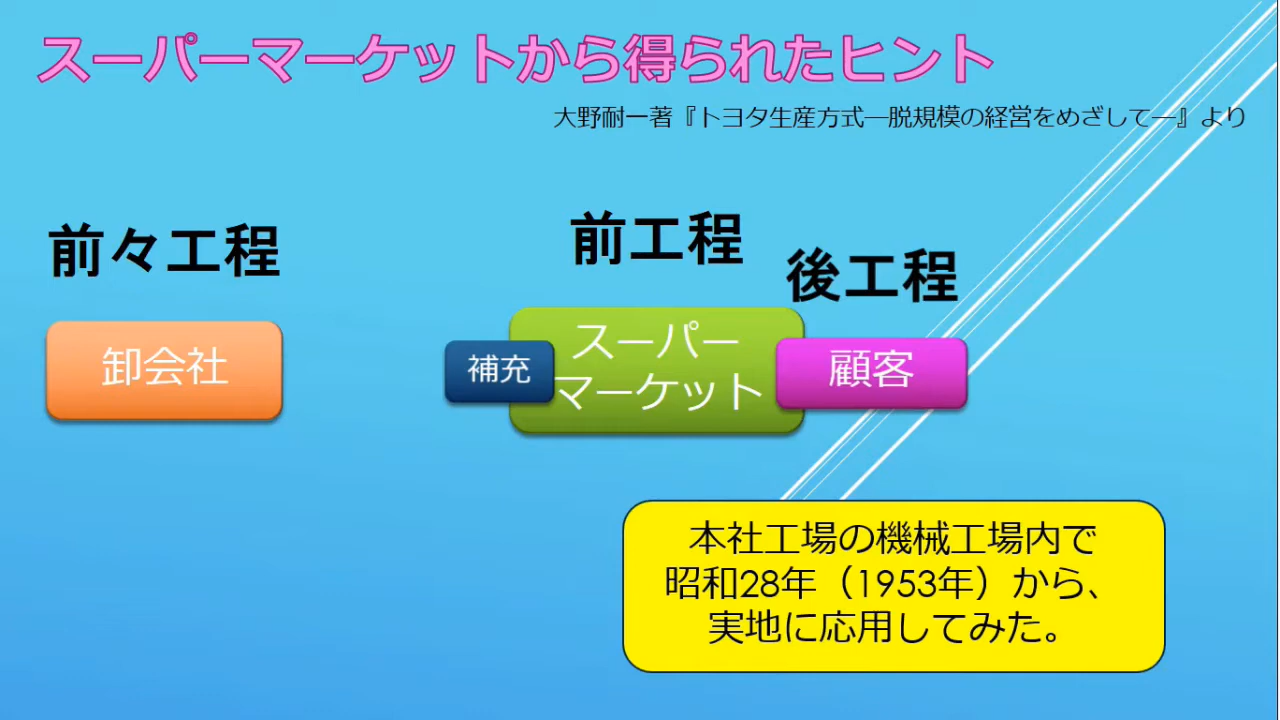 スーパーマーケットから得られたヒント
大野耐一著『トヨタ生産方式―脱規模の経営をめざして―』より
前々工程
前工程
後工程
卸会社
補充
スーパー
マーケット
顧客
本社工場の機械工場内で
昭和28年（1953年）から、
実地に応用してみた。